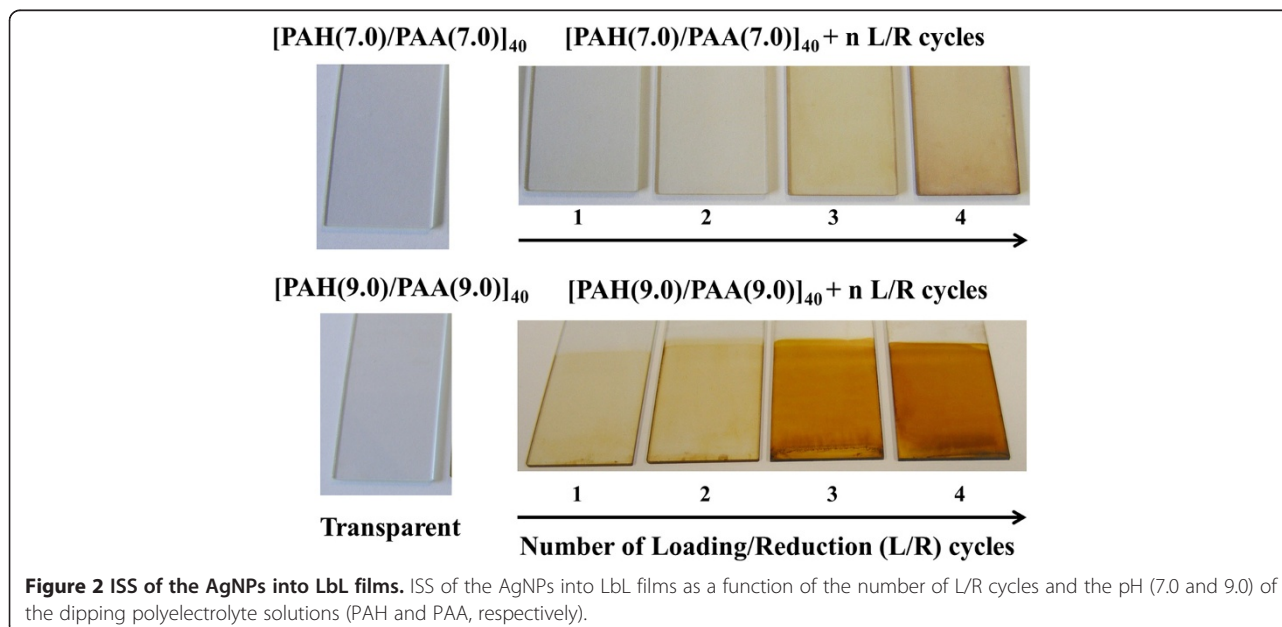 [PAH(7.0)/PAA(7.0)]40 [PAH(7.0)/PAA(7.0)]40 + n L/R cycles
1 2 3 4
[PAH(9.0)/PAA(9.0)]40 [PAH(9.0)/PAA(9.0)]40 + n L/R cycles
1 2 3 4
Transparent
Number of Loading/Reduction (L/R) cycles
Figure 2 ISS of the AgNPs into LbL films. ISS of the AgNPs into LbL films as a function of the number of L/R cycles and the pH (7.0 and 9.0) of
the dipping polyelectrolyte solutions (PAH and PAA, respectively).